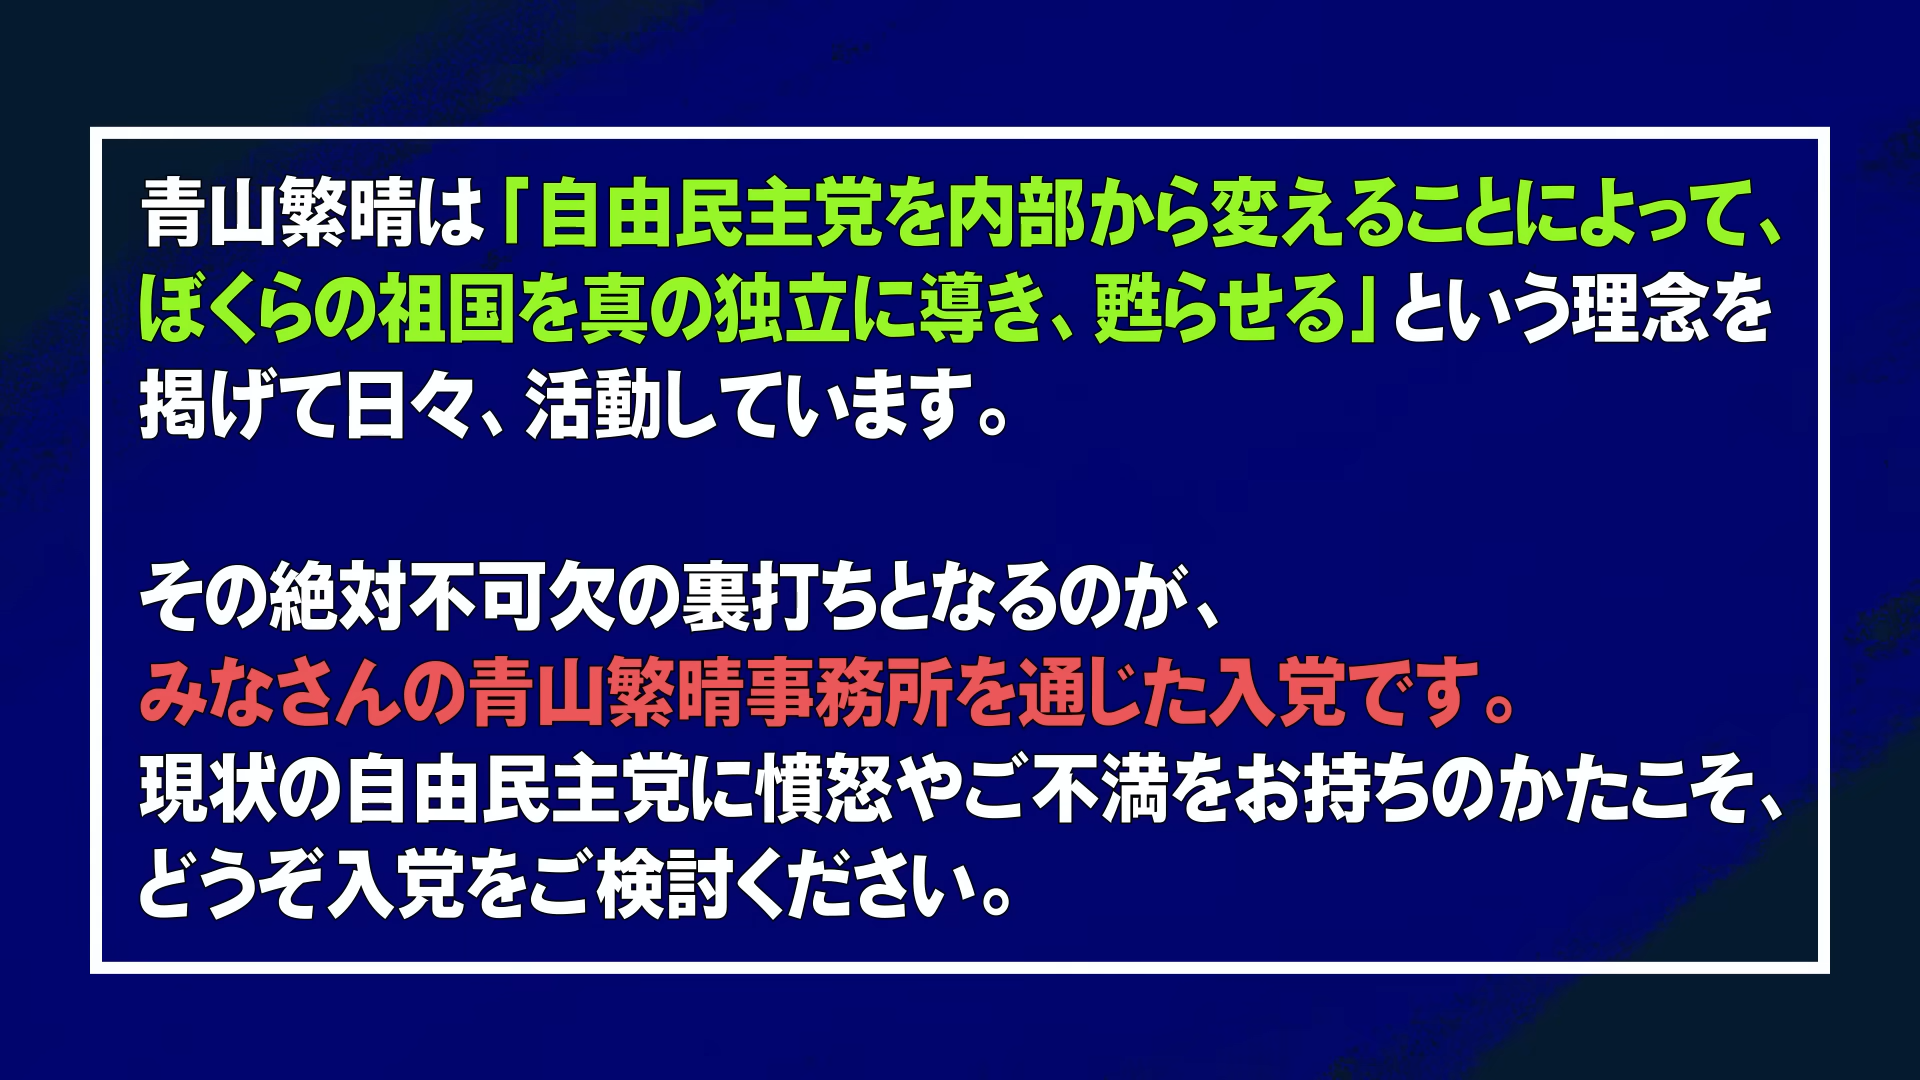 青山繁晴は「自由民主党を内部から変えることによって、
ぼくらの祖国を真の独立に導き、甦らせる」という理念を
掲げて日々、活動しています。
その絶対不可欠の裏打ちとなるのが、
みなさんの青山繁晴事務所を通じた入党です。
現状の自由民主党に憤怒やご不満をお持ちのかたこそ、
どうぞ入党をご検討ください。